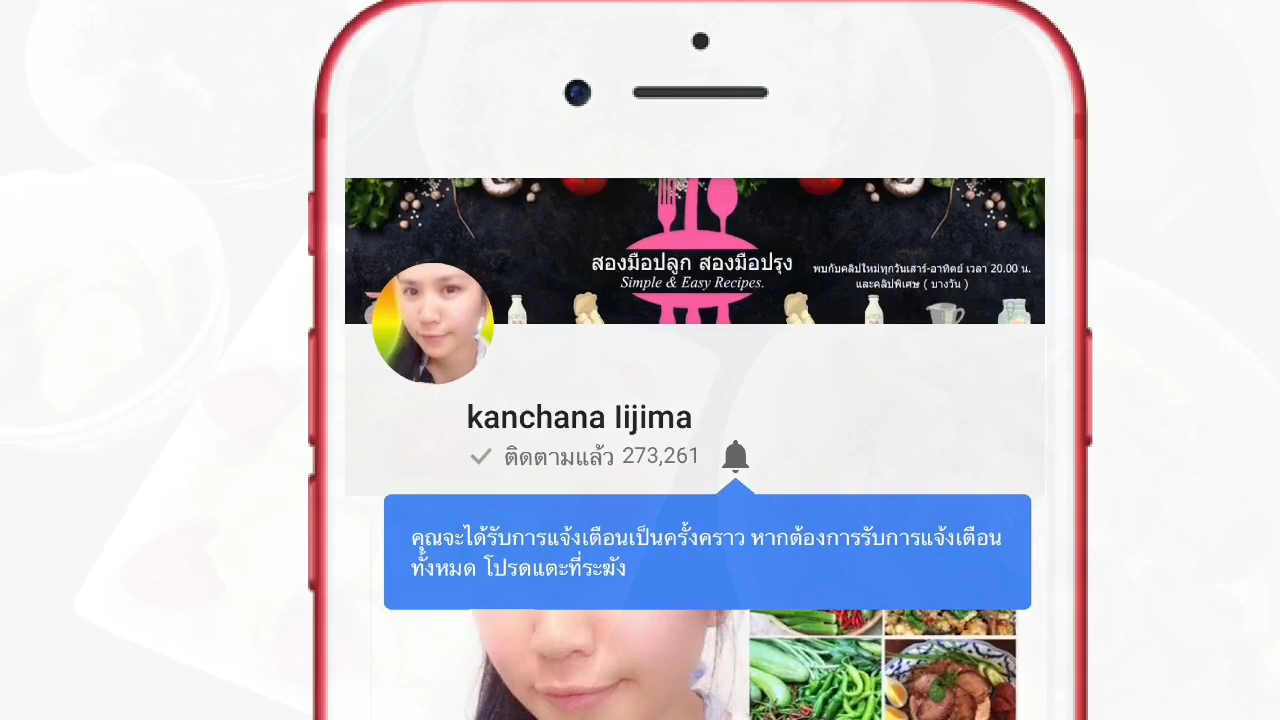 สองมือปลูก สองมือปรุง
Simple & Easy Recipes.
พบกับคลิปใหม่ทุกวันเสาร์-อาทิตย์ เวลา 20.00 น.
และคลิปพิเศษ ( บางวัน )
kanchana Iijima
ติดตามแล้ว 273,261
คุณจะได้รับการแจ้งเตือนเป็นครั้งคราว หากต้องการรับการแจ้งเตือน
ทั้งหมด โปรดแตะที่ระฆัง